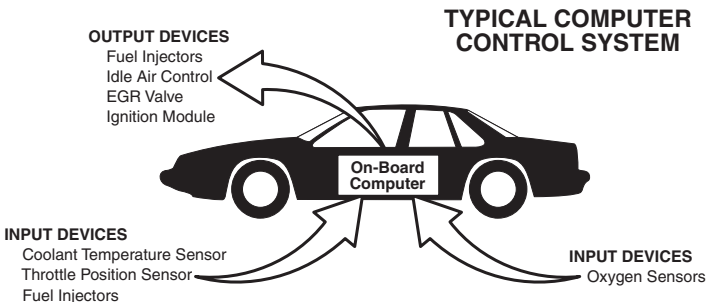 TYPICAL COMPUTER
CONTROL SYSTEM
OUTPUT DEVICES
Fuel Injectors
Idle Air Control
EGR Valve
Ignition Module
On-Board
Computer
INPUT DEVICES
Coolant Temperature Sensor
Throttle Position Sensor
Fuel Injectors
INPUT DEVICES
Oxygen Sensors